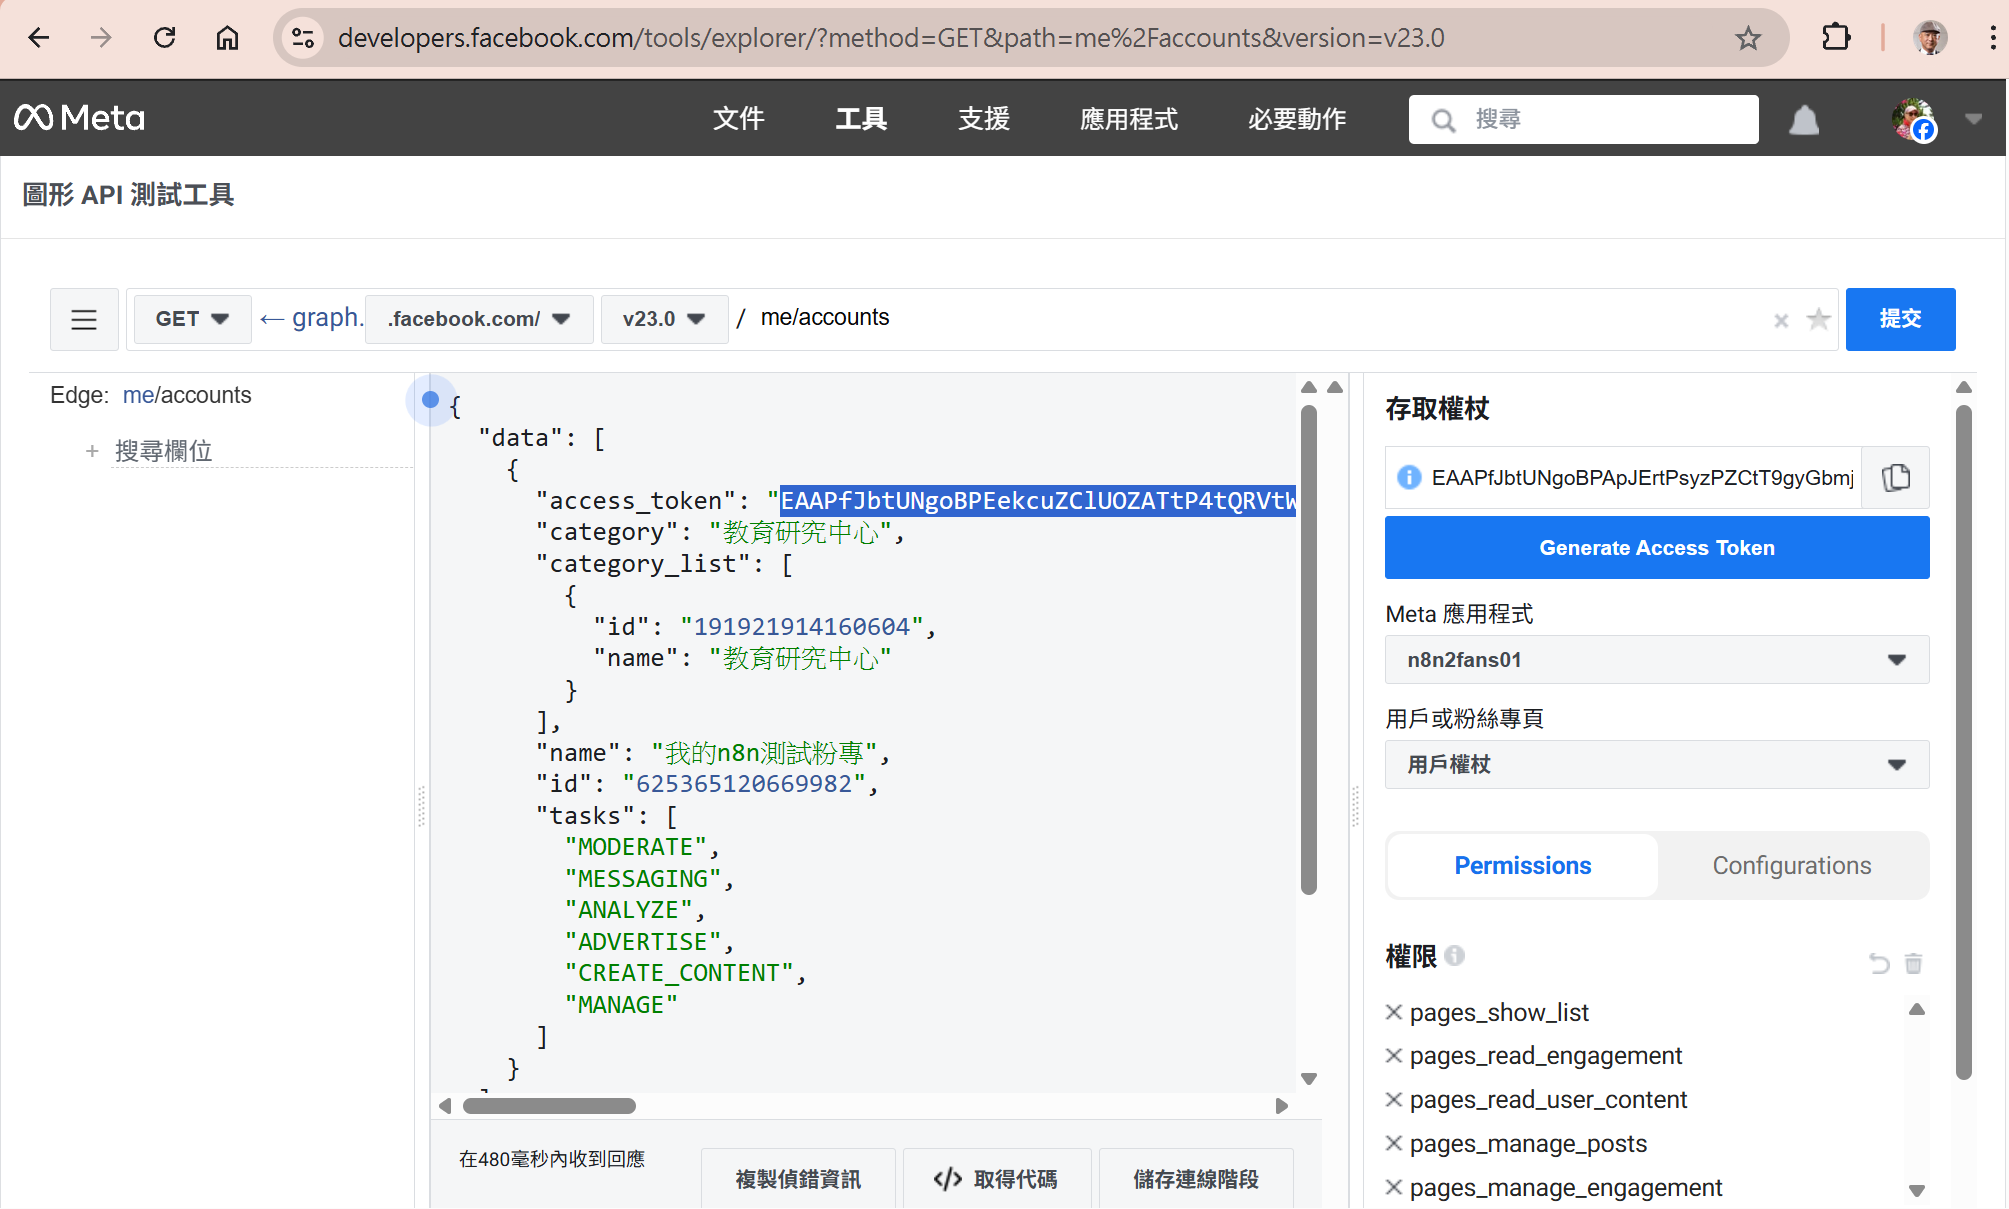 developers.facebook.com/tools/explorer/?method=GET&path=me%2Faccounts&version=v23.0
Meta
文件
工具
支援
應用程式
必要動作
搜尋
圖形 API 測試工具
GET
← graph.
.facebook.com/
v23.0
/
me/accounts
提交
Edge: me/accounts
+ 搜尋欄位
{
"data": [
{
"access_token": "EAAPfJbtUNgoBPEekcuZClUOZATtP4tQRVtW
"category": "教育研究中心",
"category_list": [
{
"id": "191921914160604",
"name": "教育研究中心"
}
],
"name": "我的n8n測試粉專",
"id": "625365120669982",
"tasks": [
"MODERATE",
"MESSAGING",
"ANALYZE",
"ADVERTISE",
"CREATE_CONTENT",
"MANAGE"
]
}
在480毫秒內收到回應
複製偵錯資訊
</> 取得代碼
儲存連線階段
存取權杖
EAAPfJbtUNgoBPApJErtPsyzPZCtT9gyGbmj
Generate Access Token
Meta 應用程式
n8n2fans01
用戶或粉絲專頁
用戶權杖
Permissions
Configurations
權限
pages_show_list
pages_read_engagement
pages_read_user_content
pages_manage_posts
pages_manage_engagement